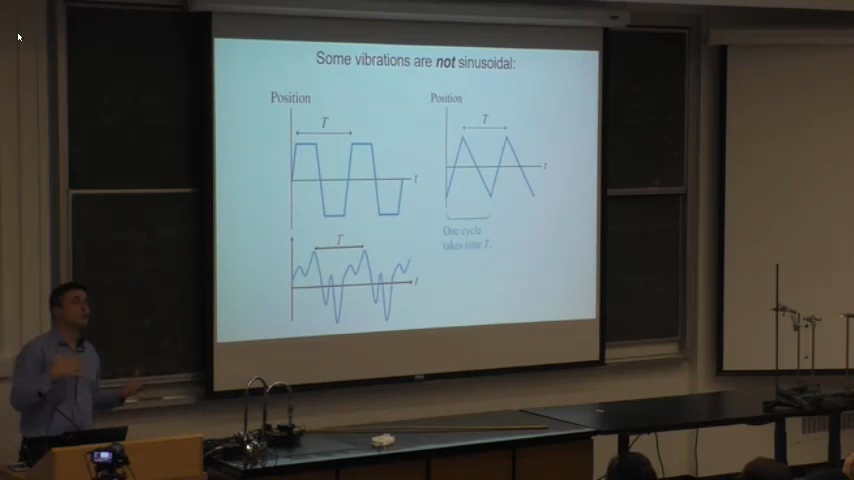 Some vibrations are not sinusoidal:
Position
T
t
Position
T
t
One cycle
takes time T.
T
t